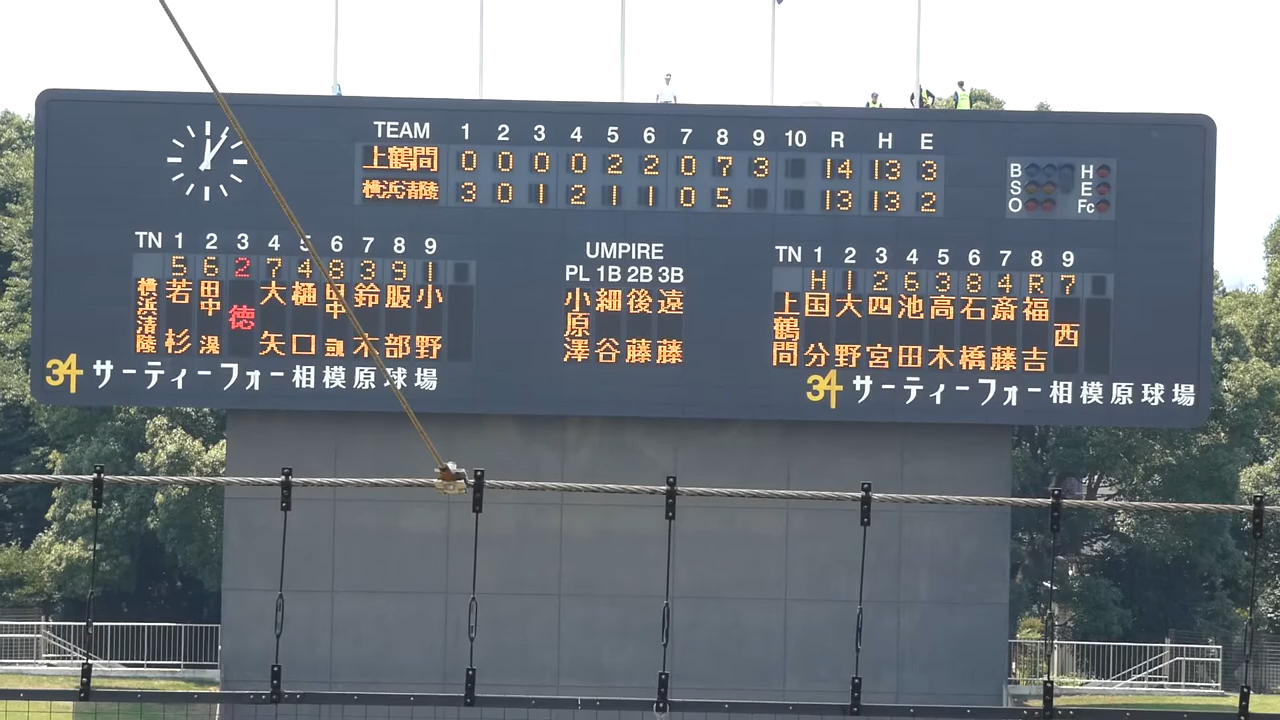 TEAM 1 2 3 4 5 6 7 8 9 10 R H E
上鶴間 0 0 0 0 2 2 0 7 3 14 13 3
横浜清陵 3 0 1 2 1 1 0 5 13 13 2
B H
S E
O Fc
TN 1 2 3 4 5 6 7 8 9
5 6 2 7 4 8 3 9 1
横浜清陵 若杉 田中湯 徳 大矢 樋口 田中凱 鈴木 服部 小野
UMPIRE
PL 1B 2B 3B
小原澤 細谷 後藤 遠藤
TN 1 2 3 4 5 6 7 8 9
H 1 2 6 3 8 4 R 7
上鶴間 国分 大野 四宮 池田 高木 石橋 斎藤 福吉 西
34 サーティーフォー相模原球場
34 サーティーフォー相模原球場